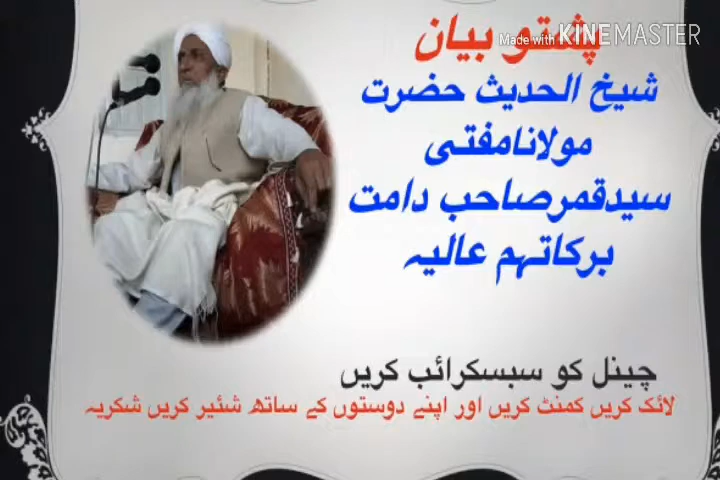 Made with KINEMASTER
پشتو بیان
شیخ الحدیث حضرت
مولانامفتی
سیدقمرصاحب دامت
برکاتہم عالیہ
چینل کو سبسکرائب کریں
لائک کریں کمنٹ کریں اور اپنے دوستوں کے ساتھ شئیر کریں شکریہ